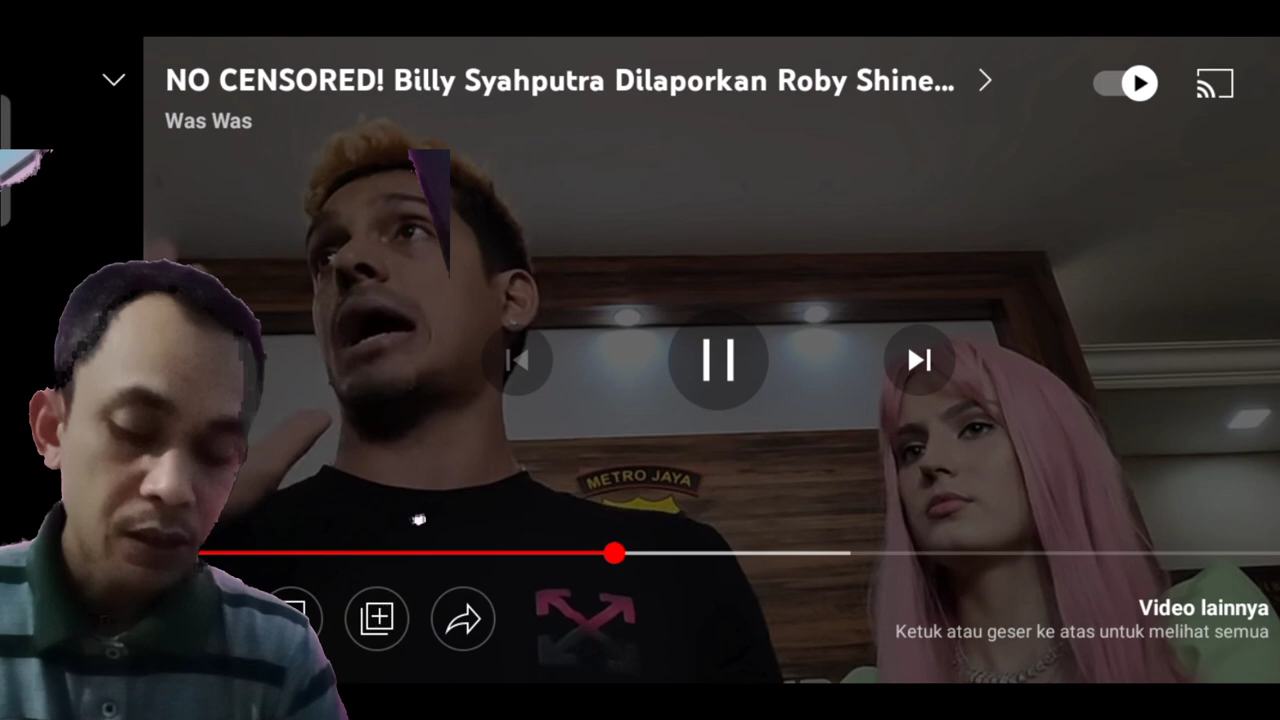 NO CENSORED! Billy Syahputra Dilaporkan Roby Shine...
Was Was
METRO JAYA
Video lainnya
Ketuk atau geser ke atas untuk melihat semua